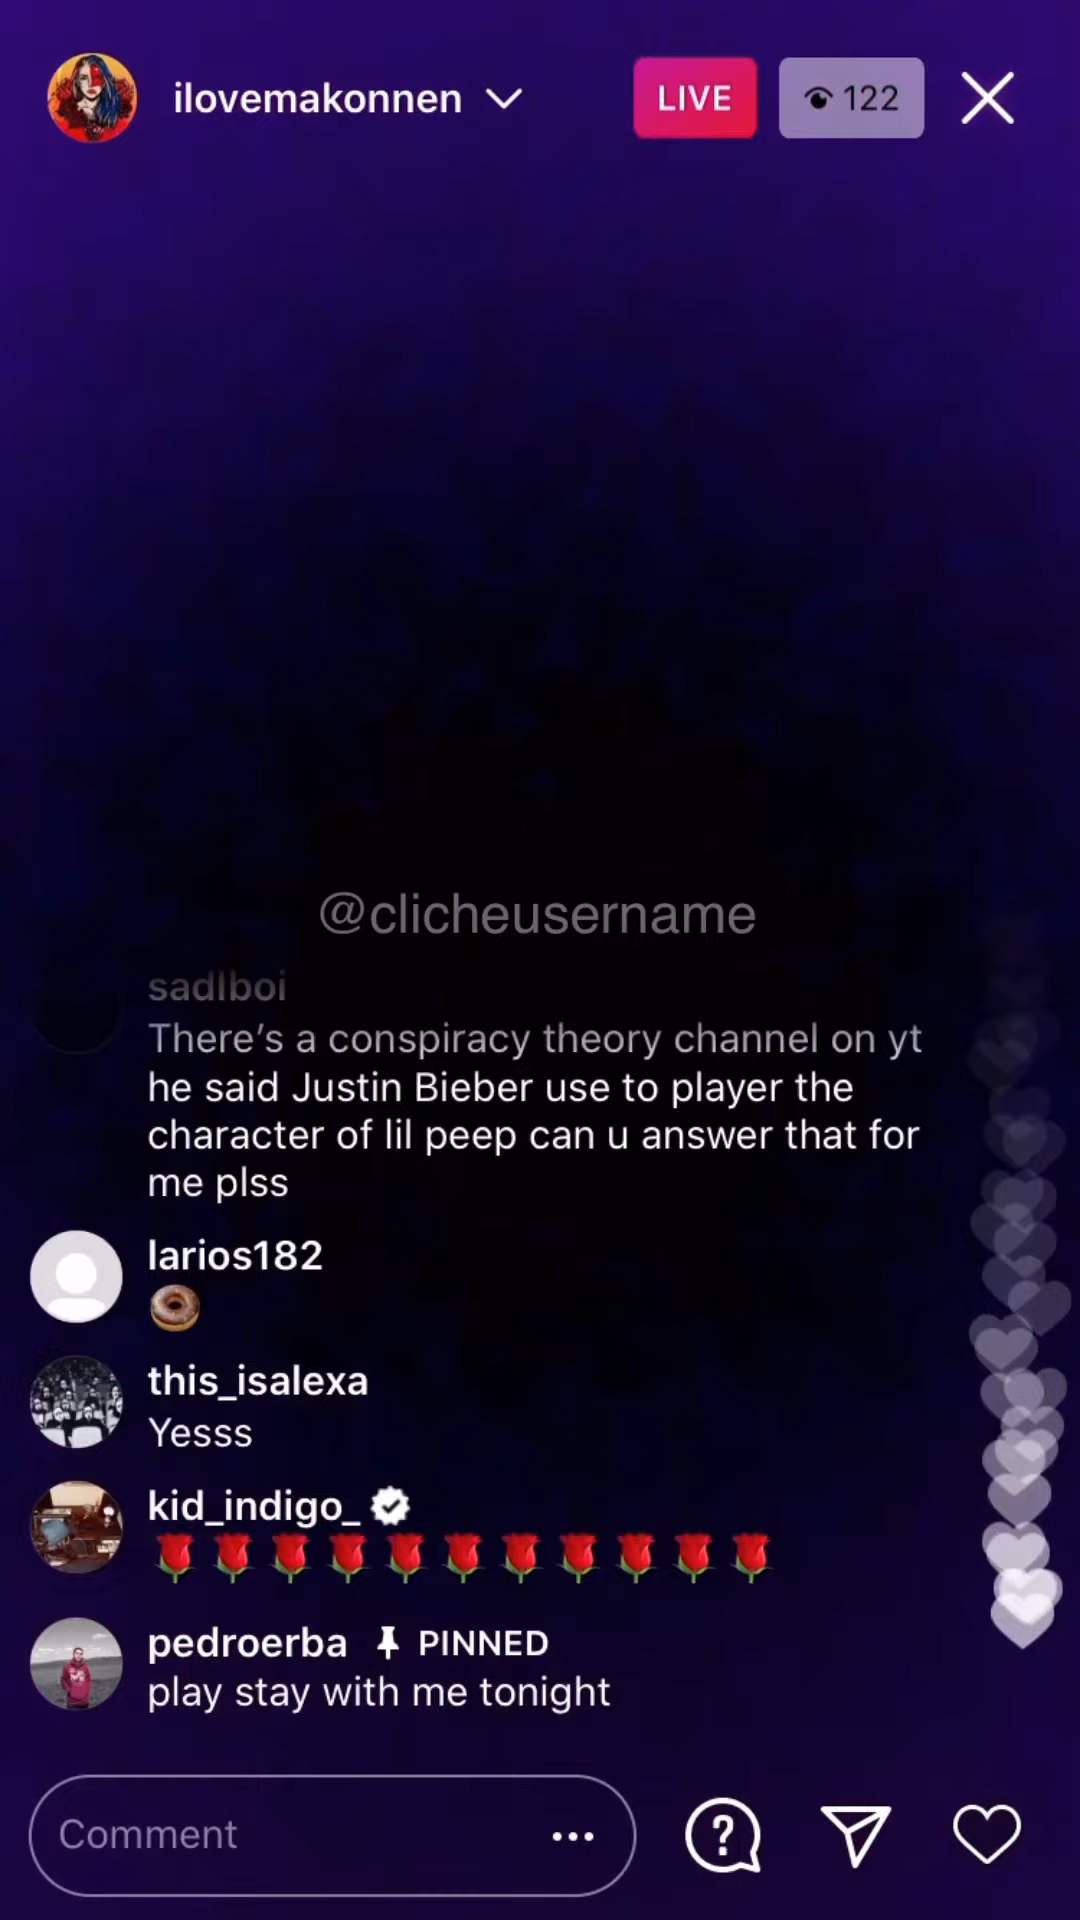 ilovemakonnen
LIVE
122
@clicheusername
sadlboi
There's a conspiracy theory channel on yt
he said Justin Bieber use to player the
character of lil peep can u answer that for
me plss
larios182
🍩
this_isalexa
Yesss
kid_indigo_
🌹🌹🌹🌹🌹🌹🌹🌹🌹🌹🌹
pedroerba PINNED
play stay with me tonight
Comment